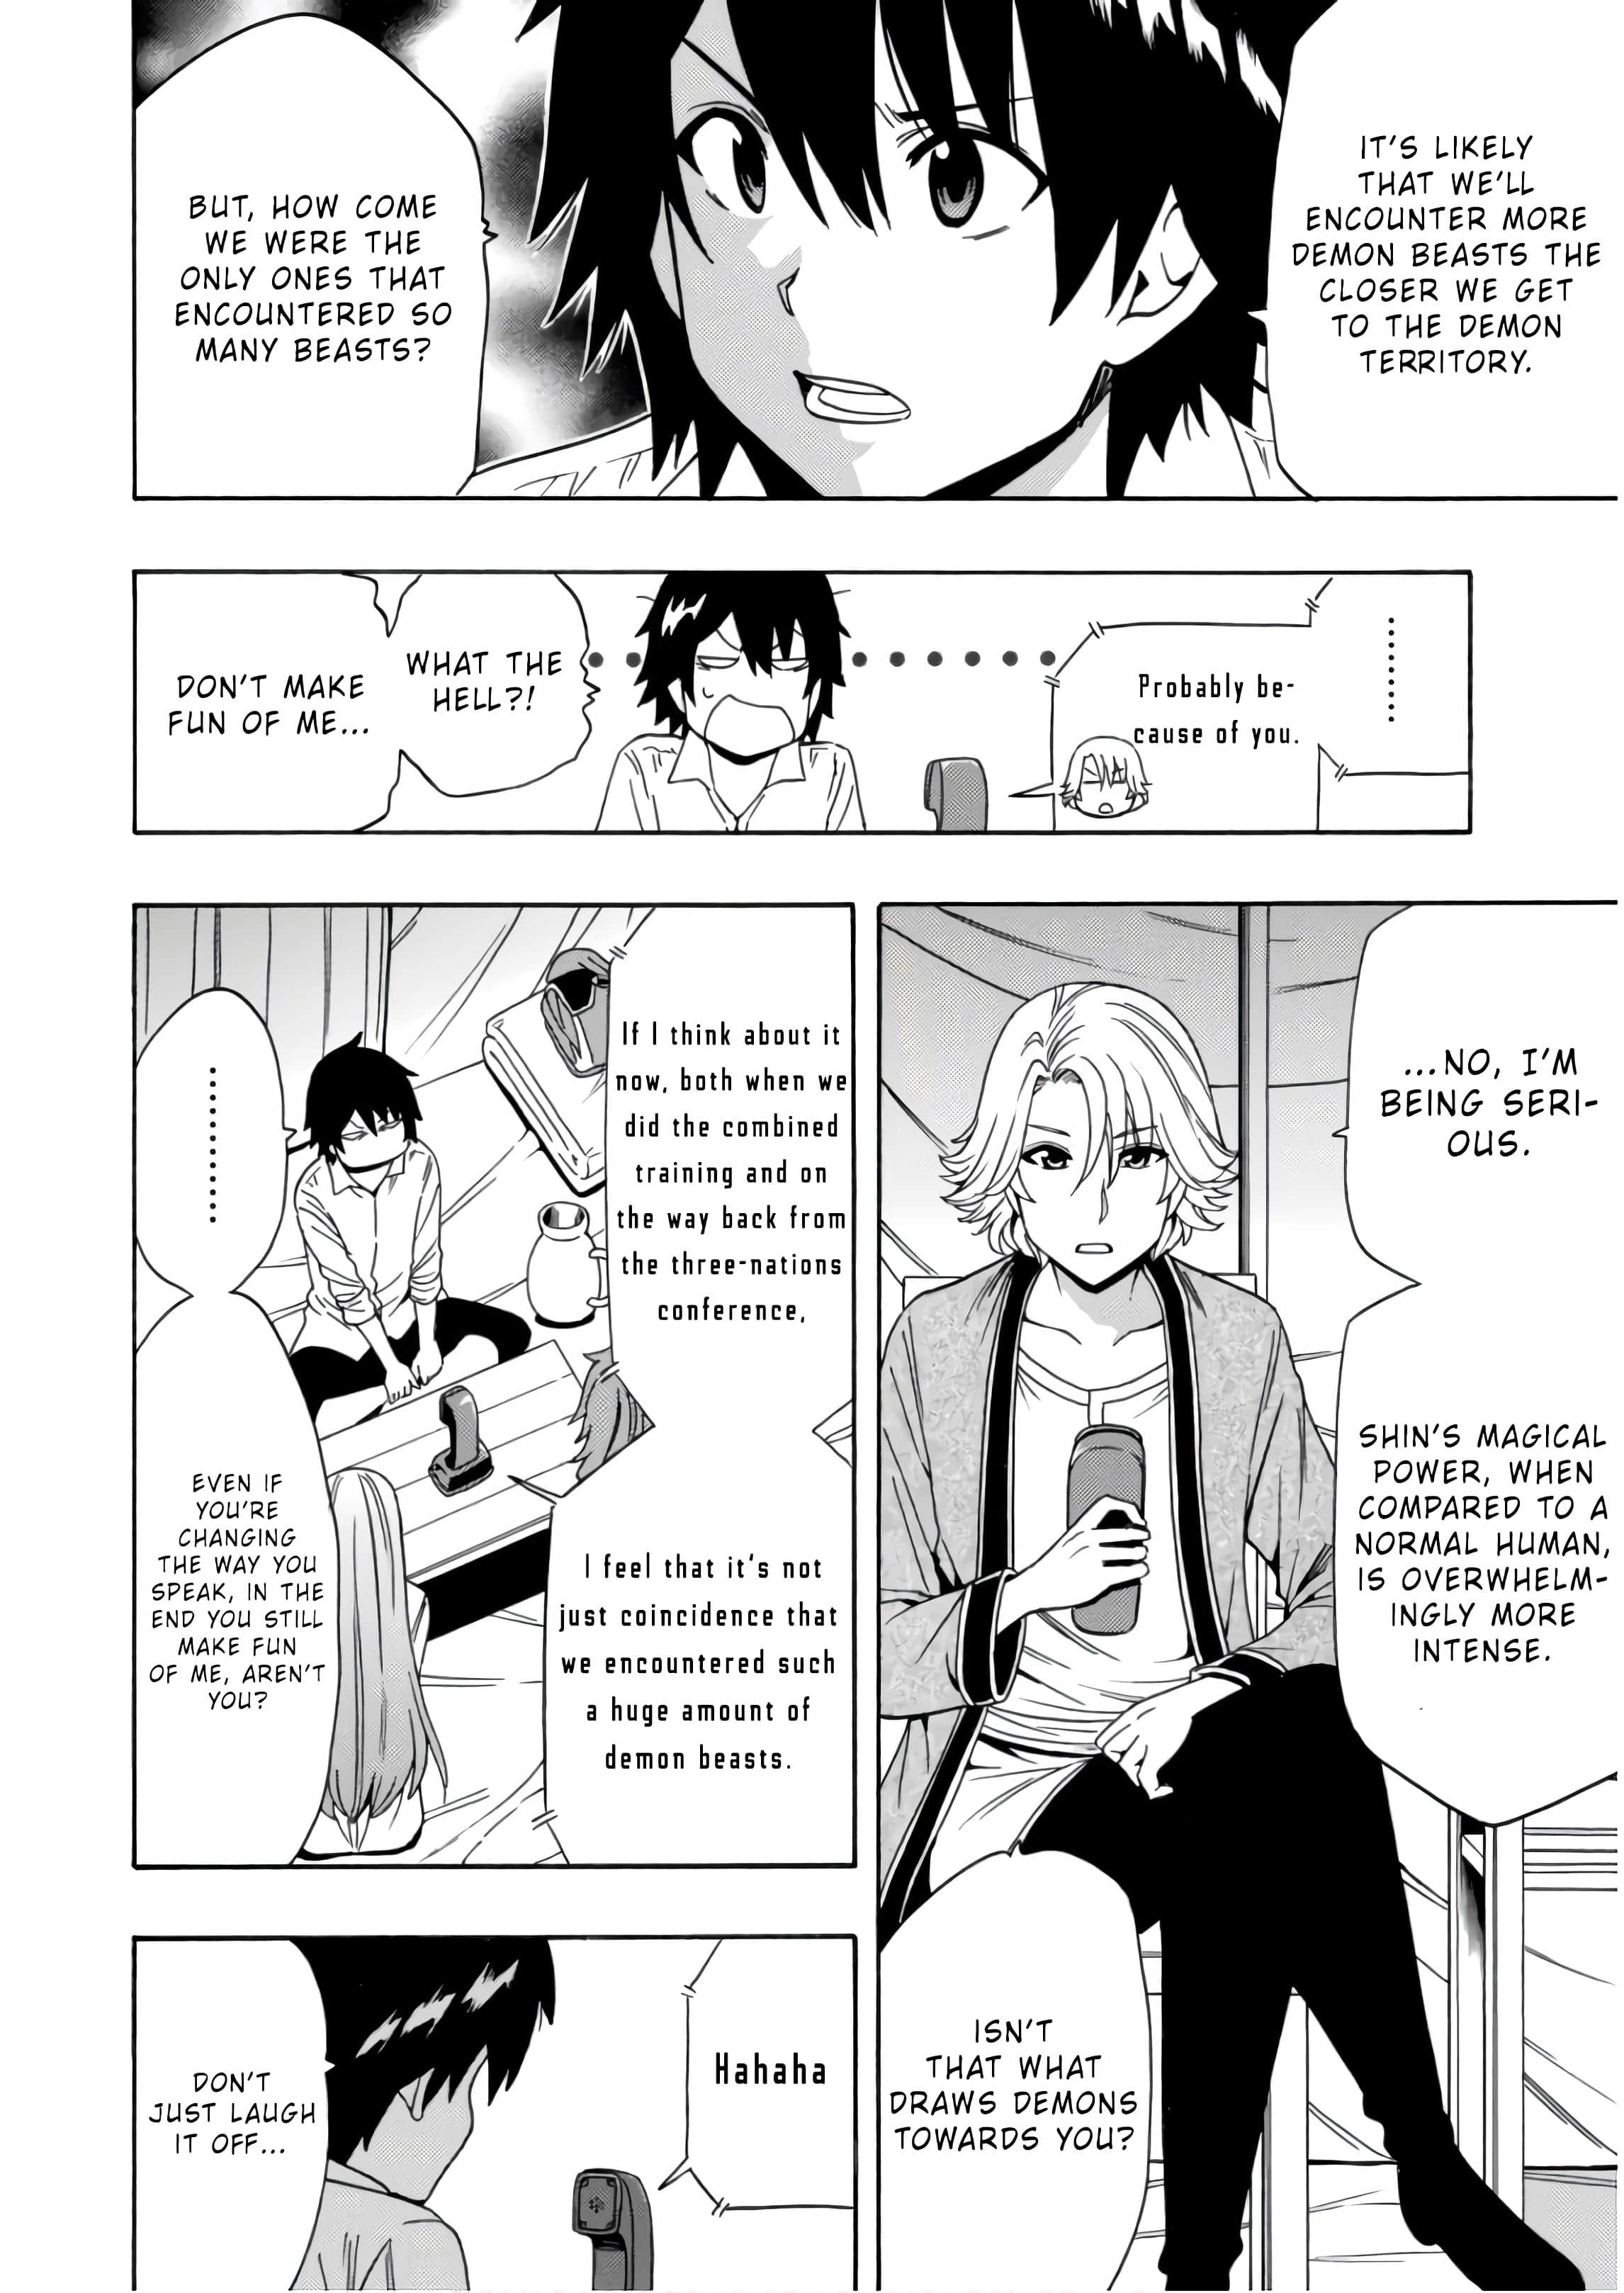 IT'S LIKELY
THAT WE'LL
ENCOUNTER MORE
DEMON BEASTS THE
CLOSER WE GET
TO THE DEMON
TERRITORY.
BUT, HOW COME
WE WERE THE
ONLY ONES THAT
ENCOUNTERED SO
MANY BEASTS?
.........
Probably be-
cause of you.
WHAT THE
HELL?!
DON'T MAKE
FUN OF ME...
...NO, I'M
BEING SERI-
OUS.
SHIN'S MAGICAL
POWER, WHEN
COMPARED TO A
NORMAL HUMAN,
IS OVERWHELM-
INGLY MORE
INTENSE.
ISN'T
THAT WHAT
DRAWS DEMONS
TOWARDS YOU?
If I think about it
now, both when we
did the combined
training and on
the way back from
the three-nations
conference,
I feel that it's not
just coincidence that
we encountered such
a huge amount of
demon beasts.
............
EVEN IF
YOU'RE
CHANGING
THE WAY YOU
SPEAK, IN THE
END YOU STILL
MAKE FUN
OF ME, AREN'T
YOU?
Hahaha
DON'T
JUST LAUGH
IT OFF...